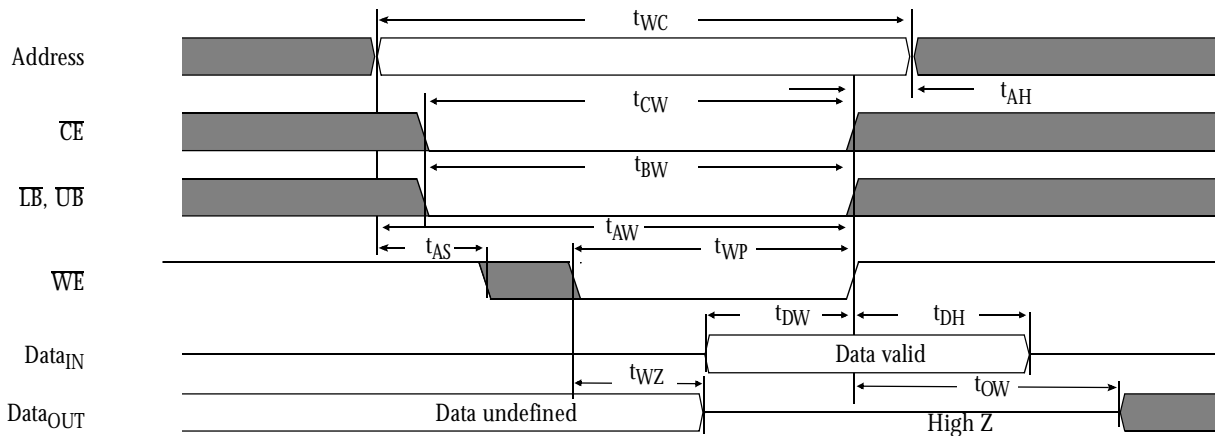 tWC
Address
tAH
tCW
CE
tBW
LB, UB
tAW
tAS
tWP
WE
tDW
tDH
DataIN
Data valid
tWZ
tOW
DataOUT
Data undefined
High Z